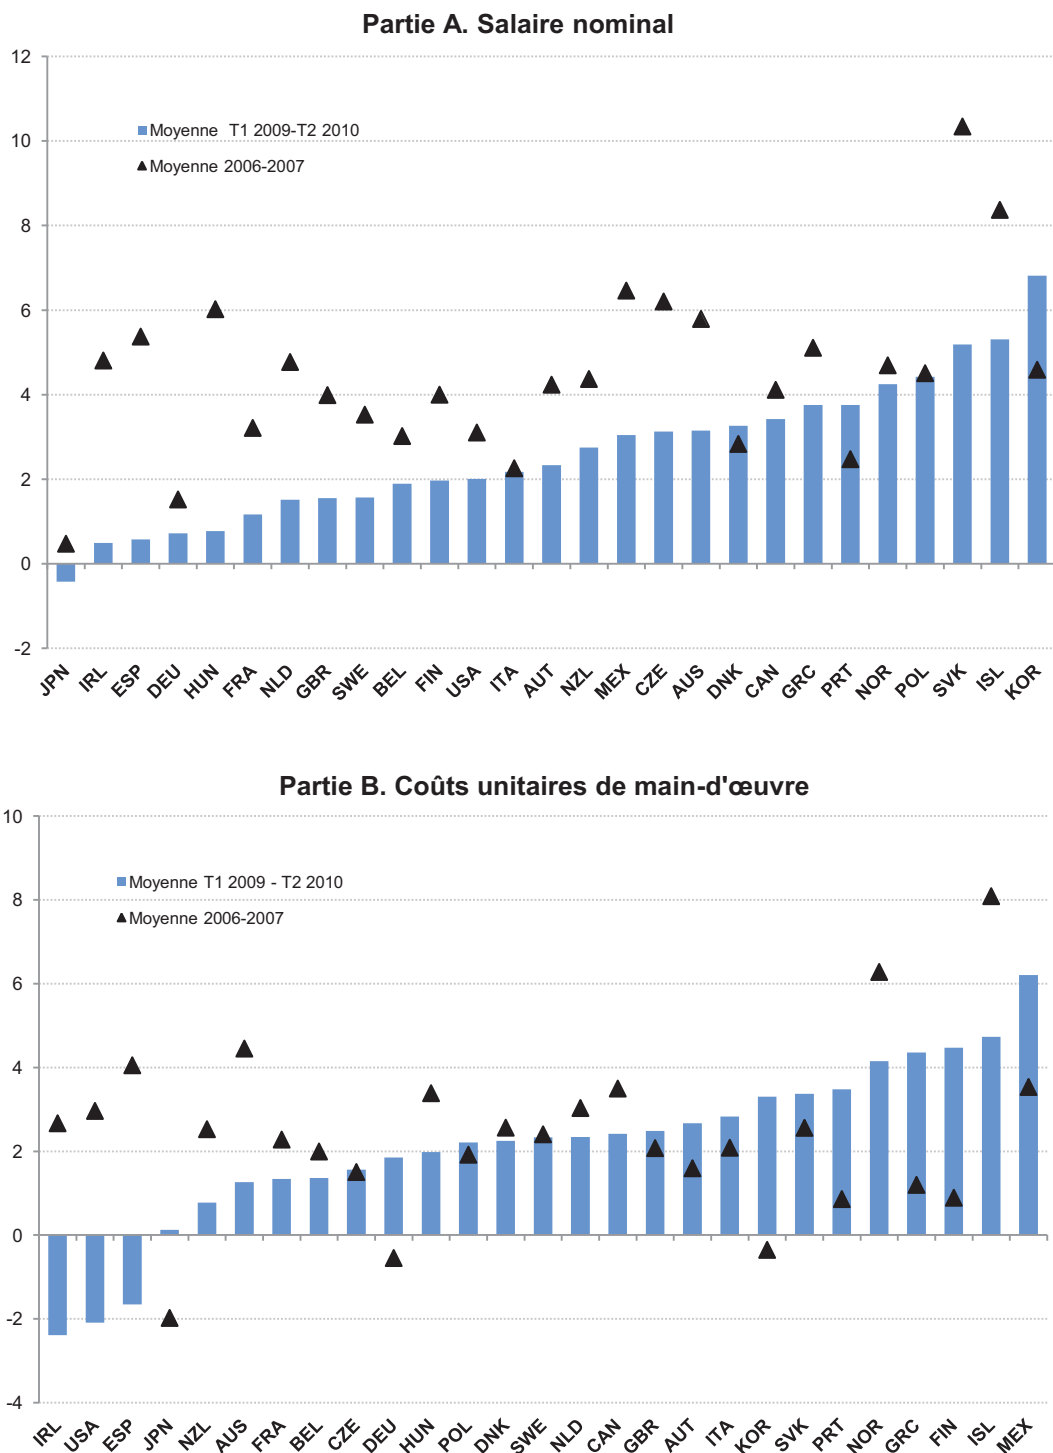 Partie A. Salaire nominal
12
10
8
6
4
2
0
-2
Moyenne T1 2009-T2 2010
Moyenne 2006-2007
JPN IRL ESP DEU HUN FRA NLD GBR SWE BEL FIN USA ITA AUT NZL MEX CZE AUS DNK CAN GRC PRT NOR POL SVK ISL KOR
Partie B. Coûts unitaires de main-d'œuvre
10
8
6
4
2
0
-2
-4
Moyenne T1 2009 - T2 2010
Moyenne 2006-2007
IRL USA ESP JPN NZL AUS FRA BEL CZE DEU HUN POL DNK SWE NLD CAN GBR AUT ITA KOR SVK PRT NOR GRC FIN ISL MEX